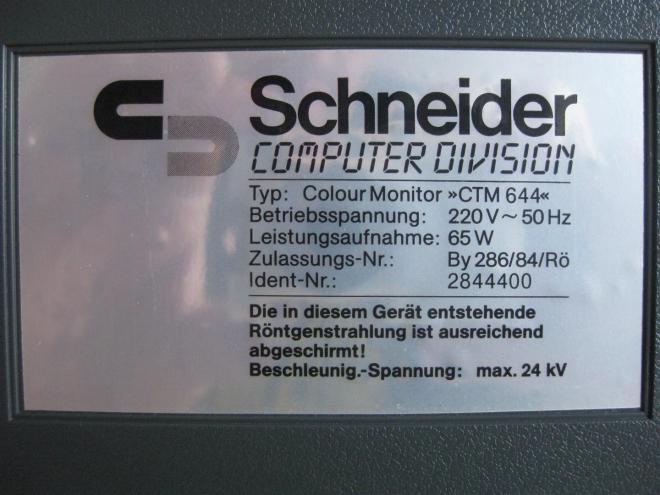 Schneider
COMPUTER DIVISION
Typ: Colour Monitor »CTM 644«
Betriebsspannung: 220 V ~ 50 Hz
Leistungsaufnahme: 65 W
Zulassungs-Nr.: By 286/84/Rö
Ident-Nr.: 2844400
Die in diesem Gerät entstehende
Röntgenstrahlung ist ausreichend
abgeschirmt!
Beschleunig.-Spannung: max. 24 kV